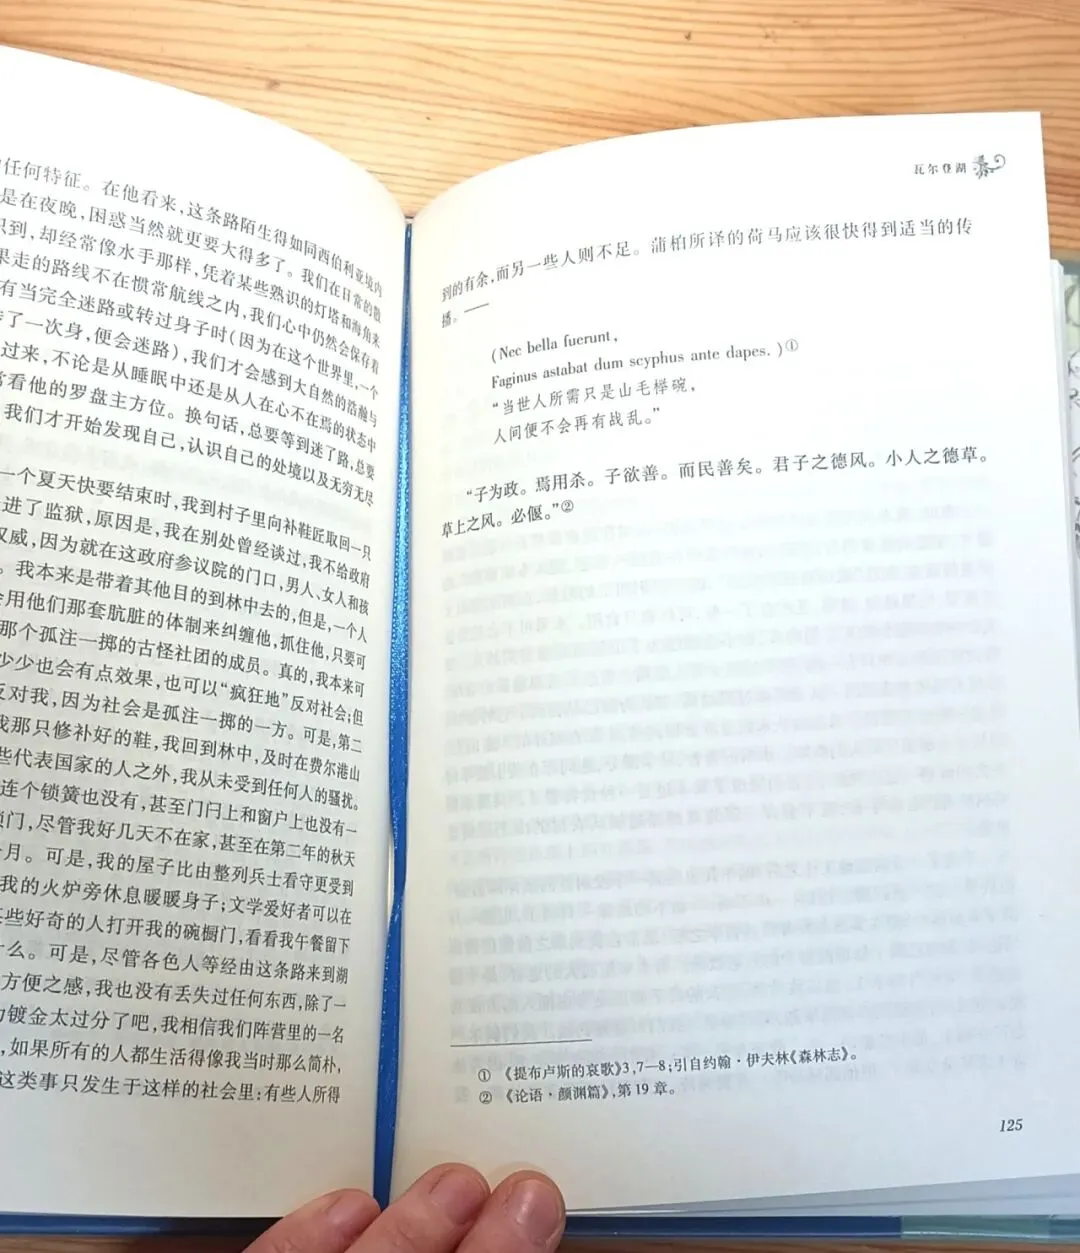 任何特征。在他看来，这条路陌生得如同西伯利亚境内
是在夜晚，困惑当然就更要大得多了。我们在日常的散
识到，却经常像水手那样，凭着某些熟识的灯塔和海角来
果走的路线不在惯常航线之内，我们心中仍然会保存着
有当完全迷路或转过身子时(因为在这个世界里，一个
了一次身，便会迷路)，我们才会感到大自然的浩瀚与
过来，不论是从睡眠中还是从人在心不在焉的状态中
常看他的罗盘主方位。换句话，总要等到迷了路，总要
，我们才开始发现自己，认识自己的处境以及无穷无尽
一个夏天快要结束时，我到村子里向补鞋匠取回一只
进了监狱，原因是，我在别处曾经谈过，我不给政府
权威，因为就在这政府参议院的门口，男人、女人和孩
。我本来是带着其他目的到林中去的，但是，一个人
会用他们那套肮脏的体制来纠缠他，抓住他，只要可
那个孤注一掷的古怪社团的成员。真的，我本来可
少少也会有点效果，也可以“疯狂地”反对社会；但
反对我，因为社会是孤注一掷的一方。可是，第二
我那只修补好的鞋，我回到林中，及时在费尔港山
些代表国家的人之外，我从未受到任何人的骚扰。
连个锁簧也没有，甚至门闩上和窗户上也没有一
锁门，尽管我好几天不在家，甚至在第二年的秋天
月。可是，我的屋子比由整列兵士看守更受到
我的火炉旁休息暖暖身子；文学爱好者可以在
某些好奇的人打开我的碗橱门，看看我午餐留下
什么。可是，尽管各色人等经由这条路来到湖
方便之感，我也没有丢失过任何东西，除了一
镀金太过分了吧，我相信我们阵营里的一名
，如果所有的人都生活得像我当时那么简朴，
这类事只发生于这样的社会里：有些人所得
瓦尔登湖
到的有余，而另一些人则不足。蒲柏所译的荷马应该很快得到适当的传
播。——
(Nec bella fuerunt,
Faginus astabat dum scyphus ante dapes. )①
“当世人所需只是山毛榉碗，
人间便不会再有战乱。”
“子为政。焉用杀。子欲善。而民善矣。君子之德风。小人之德草。
草上之风。必偃。”②
① 《提布卢斯的哀歌》3,7—8；引自约翰·伊夫林《森林志》。
② 《论语·颜渊篇》，第19章。
125